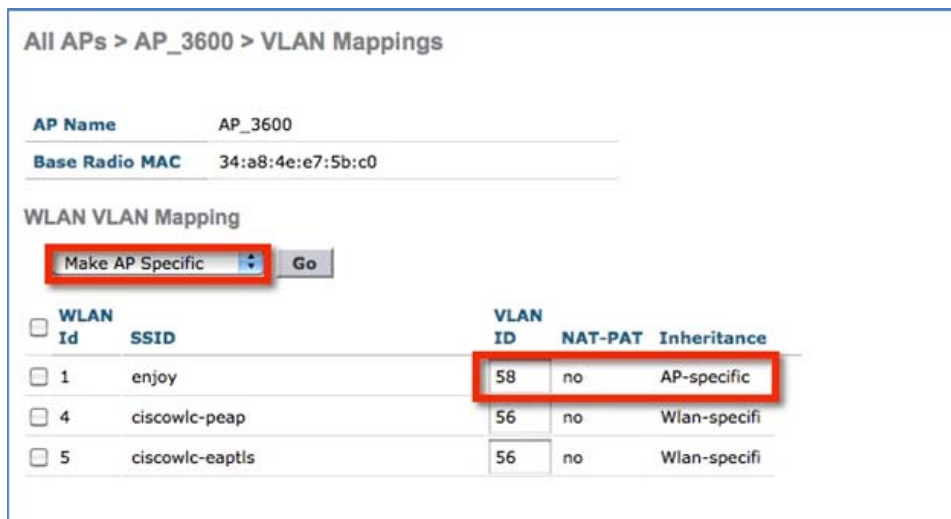 All APs > AP_3600 > VLAN Mappings
AP Name AP_3600
Base Radio MAC 34:a8:4e:e7:5b:c0
WLAN VLAN Mapping
Make AP Specific Go
WLAN Id SSID VLAN ID NAT-PAT Inheritance
1 enjoy 58 no AP-specific
4 ciscowlc-peap 56 no Wlan-specifi
5 ciscowlc-eaptls 56 no Wlan-specifi